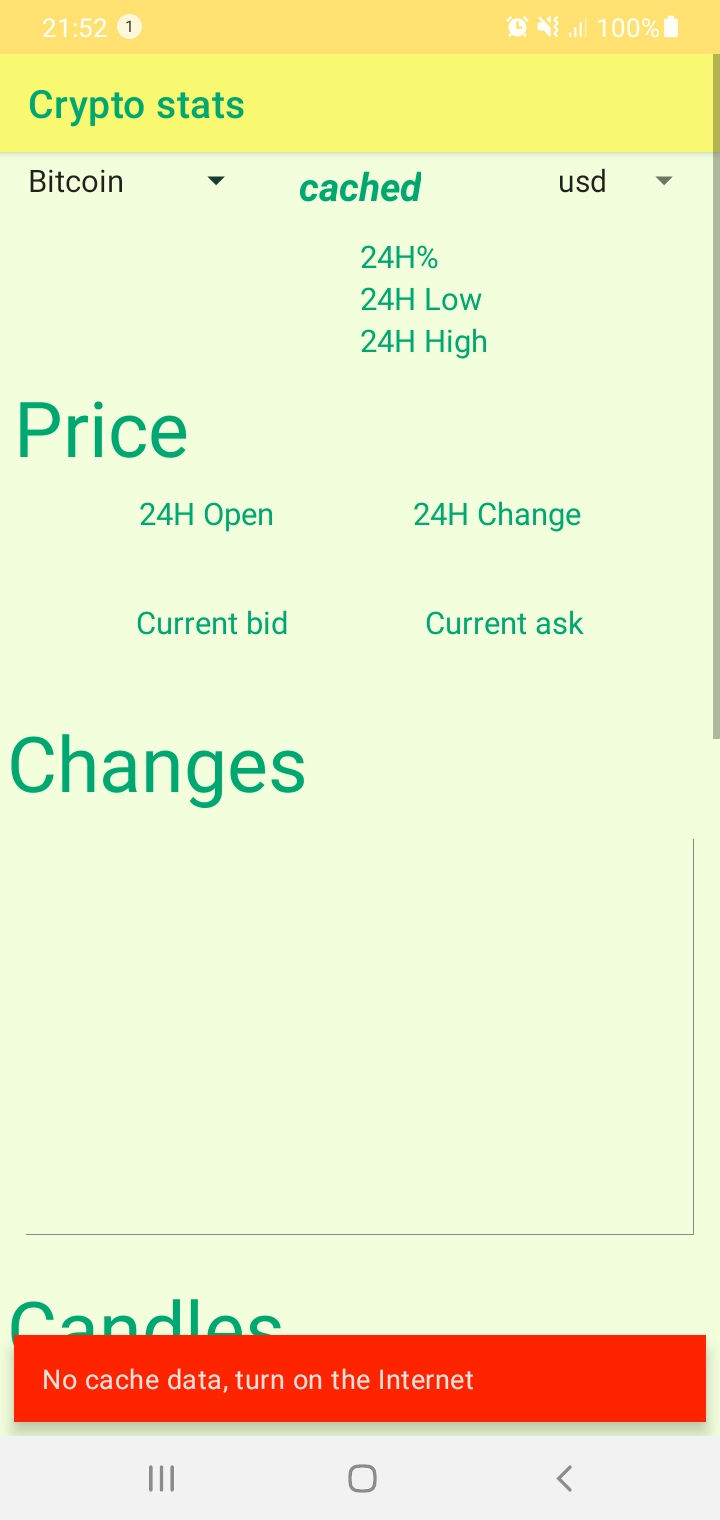 21:52 1 100%
Crypto stats
Bitcoin cached usd
24H%
24H Low
24H High
Price
24H Open 24H Change
Current bid Current ask
Changes
Candles
No cache data, turn on the Internet